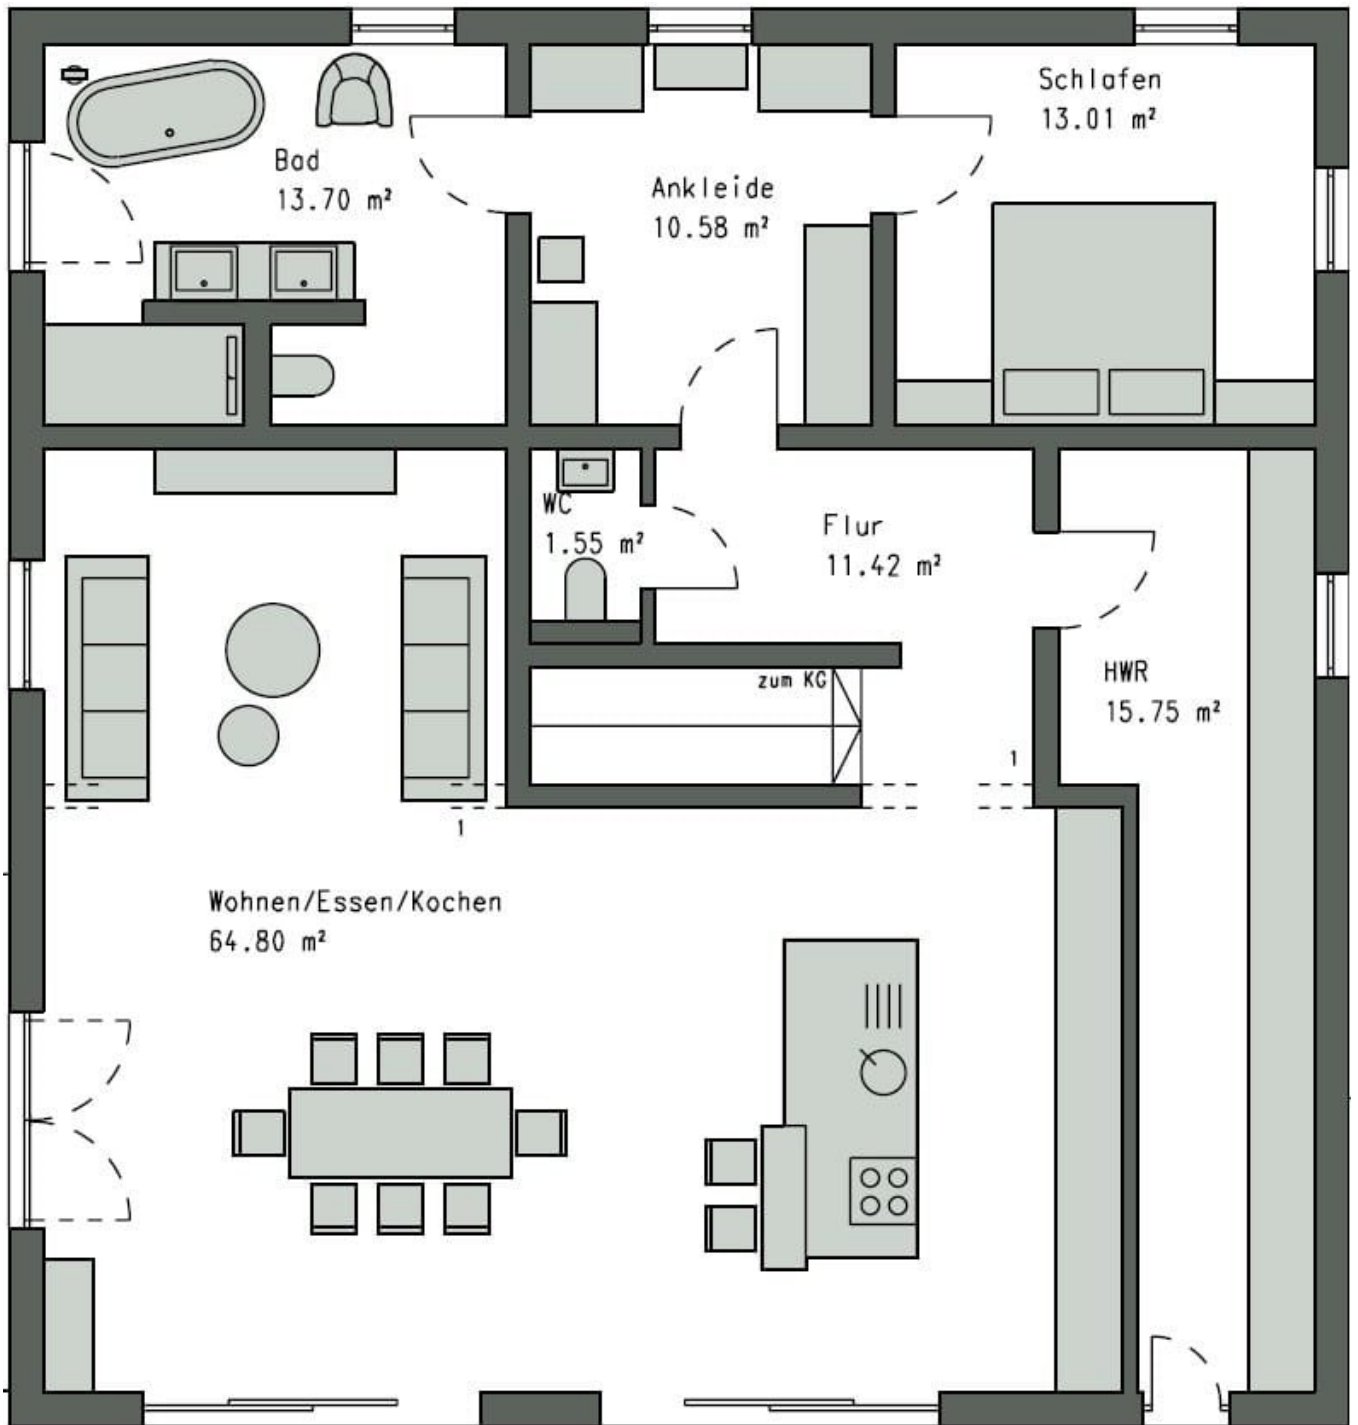 Schlafen
13.01 m²
Bad
13.70 m²
Ankleide
10.58 m²
WC
1.55 m²
Flur
11.42 m²
zum KG
HWR
15.75 m²
1
1
Wohnen/Essen/Kochen
64.80 m²